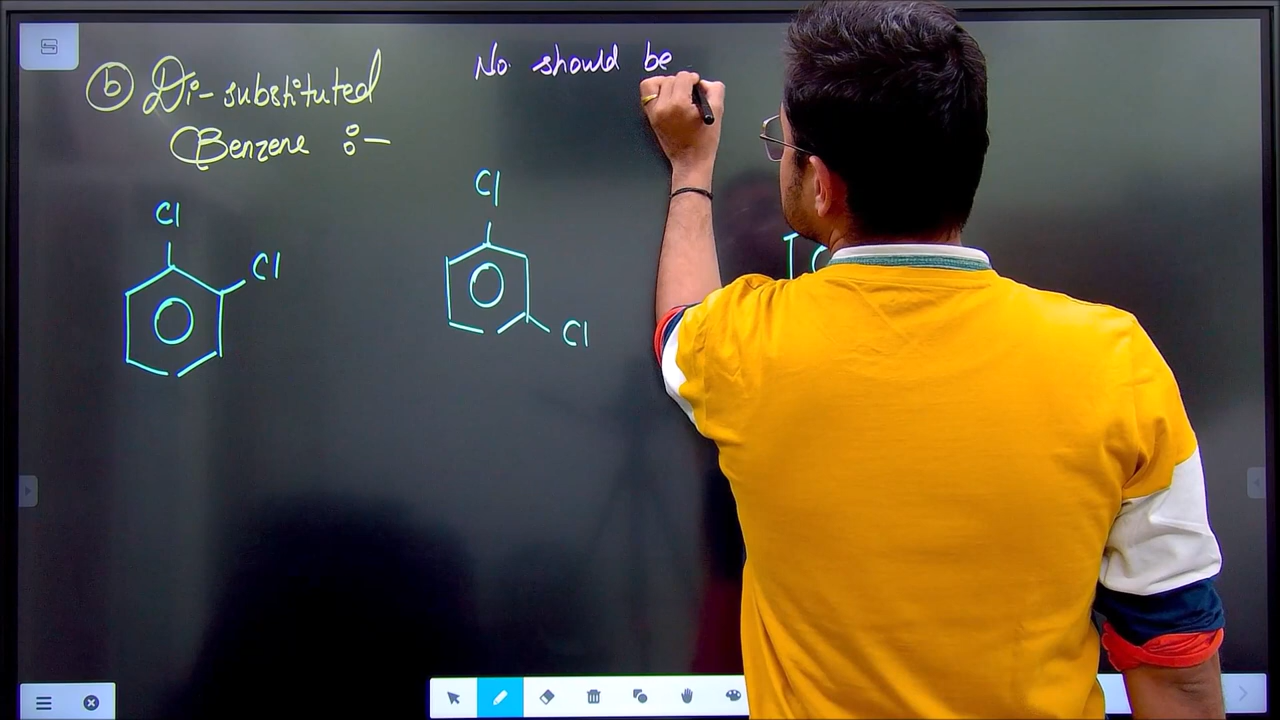 ⓑ Di-substituted
Benzene :-
No. should be
Cl
Cl
Cl
Cl